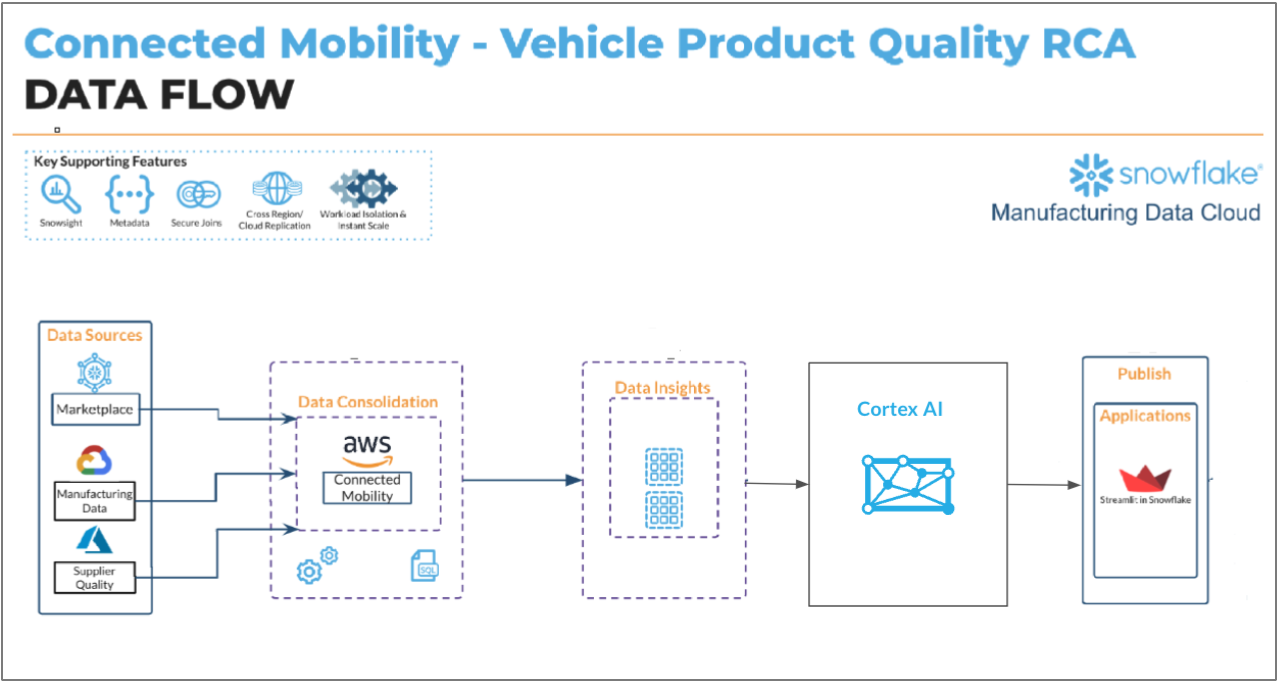 Connected Mobility - Vehicle Product Quality RCA
DATA FLOW
Key Supporting Features
Snowsight
Metadata
Secure Joins
Cross Region/
Cloud Replication
Workload Isolation &
Instant Scale
snowflake®
Manufacturing Data Cloud
Data Sources
Marketplace
Manufacturing
Data
Supplier
Quality
Data Consolidation
aws
Connected
Mobility
SQL
Data Insights
Cortex AI
Publish
Applications
Streamlit in Snowflake